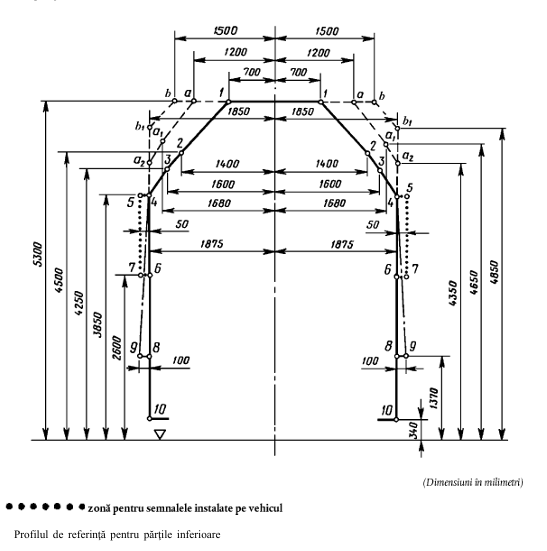 1500 1500
1200 1200
700 700
b a 1 1 a b
1850 1850
b₁ b₁
a₁ a₁
2 2
a₂ 3 3 a₂
1400 1400
1600 1600
5 4 4 5
1680 1680
50 50
1875 1875
7 6 6 7
9 8 8 9
100 100
10 10
5300
4500
4250
3850
2600
1370
340
4350
4650
4850
(Dimensiuni în milimetri)
zonă pentru semnalele instalate pe vehicul
Profilul de referință pentru părțile inferioare